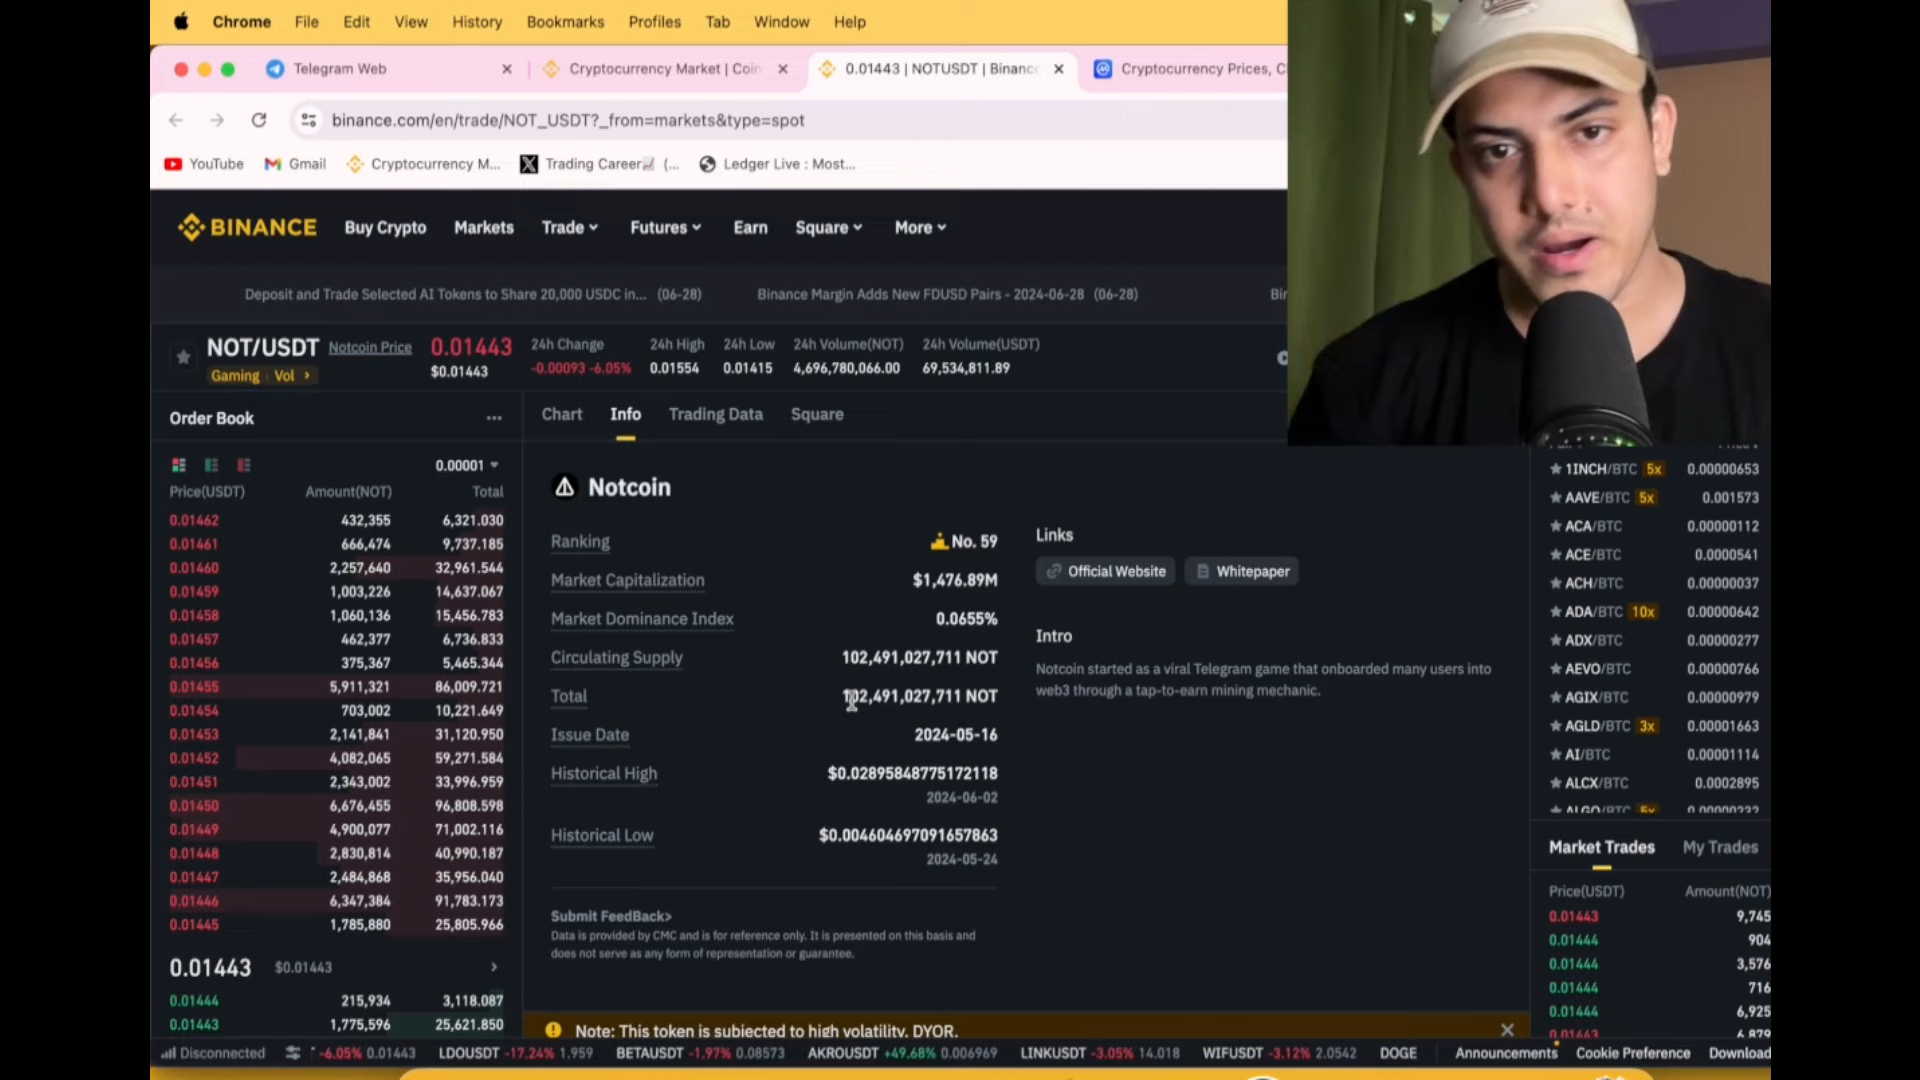 Chrome File Edit View History Bookmarks Profiles Tab Window Help
Telegram Web
Cryptocurrency Market | Coin
0.01443 | NOTUSDT | Binance
Cryptocurrency Prices, C
binance.com/en/trade/NOT_USDT?_from=markets&type=spot
YouTube Gmail Cryptocurrency M... Trading Career (... Ledger Live : Most...
BINANCE Buy Crypto Markets Trade Futures Earn Square More
Deposit and Trade Selected AI Tokens to Share 20,000 USDC in... (06-28) Binance Margin Adds New FDUSD Pairs - 2024-06-28 (06-28)
NOT/USDT Notcoin Price 0.01443
Gaming Vol > $0.01443
24h Change 24h High 24h Low 24h Volume(NOT) 24h Volume(USDT)
-0.00093 -6.05% 0.01554 0.01415 4,696,780,066.00 69,534,811.89
Order Book ...
0.00001
Price(USDT) Amount(NOT) Total
0.01462 432,355 6,321.030
0.01461 666,474 9,737.185
0.01460 2,257,640 32,961.544
0.01459 1,003,226 14,637.067
0.01458 1,060,136 15,456.783
0.01457 462,377 6,736.833
0.01456 375,367 5,465.344
0.01455 5,911,321 86,009.721
0.01454 703,002 10,221.649
0.01453 2,141,841 31,120.950
0.01452 4,082,065 59,271.584
0.01451 2,343,002 33,996.959
0.01450 6,676,455 96,808.598
0.01449 4,900,077 71,002.116
0.01448 2,830,814 40,990.187
0.01447 2,484,868 35,956.040
0.01446 6,347,384 91,783.173
0.01445 1,785,880 25,805.966
0.01443 $0.01443 >
0.01444 215,934 3,118.087
0.01443 1,775,596 25,621.850
Chart Info Trading Data Square
Notcoin
Ranking No. 59
Market Capitalization $1,476.89M
Market Dominance Index 0.0655%
Circulating Supply 102,491,027,711 NOT
Total 102,491,027,711 NOT
Issue Date 2024-05-16
Historical High $0.02895848775172118
2024-06-02
Historical Low $0.004604697091657863
2024-05-24
Submit FeedBack>
Data is provided by CMC and is for reference only. It is presented on this basis and
does not serve as any form of representation or guarantee.
Links
Official Website Whitepaper
Intro
Notcoin started as a viral Telegram game that onboarded many users into
web3 through a tap-to-earn mining mechanic.
Note: This token is subjected to high volatility. DYOR.
1INCH/BTC 5x 0.00000653
AAVE/BTC 5x 0.001573
ACA/BTC 0.00000112
ACE/BTC 0.0000541
ACH/BTC 0.00000037
ADA/BTC 10x 0.00000642
ADX/BTC 0.00000277
AEVO/BTC 0.00000766
AGIX/BTC 0.00000979
AGLD/BTC 3x 0.00001663
AI/BTC 0.00001114
ALCX/BTC 0.0002895
ALGO/BTC 5x 0.00000232
Market Trades My Trades
Price(USDT) Amount(NOT)
0.01443 9,745
0.01444 904
0.01444 3,576
0.01444 716
0.01444 6,925
0.01443 6,879
Disconnected -6.05% 0.01443 LDOUSDT -17.24% 1.959 BETAUSDT -1.97% 0.08573 AKROUSDT +49.68% 0.006969 LINKUSDT -3.05% 14.018 WIFUSDT -3.12% 2.0542 DOGE Announcements Cookie Preference Download